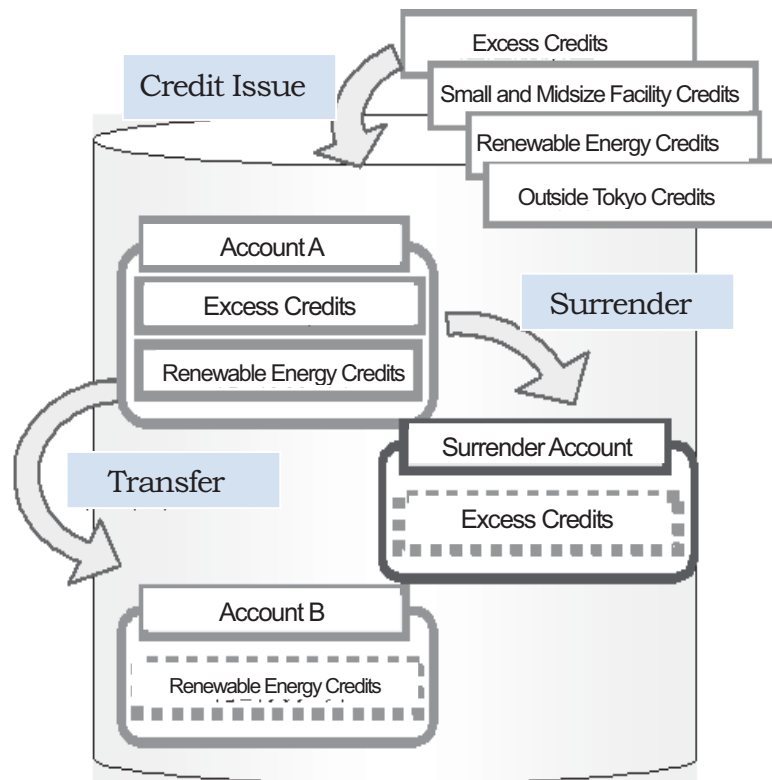 Excess Credits
Credit Issue
Small and Midsize Facility Credits
Renewable Energy Credits
Outside Tokyo Credits
Account A
Excess Credits
Surrender
Renewable Energy Credits
Surrender Account
Transfer
Excess Credits
Account B
Renewable Energy Credits